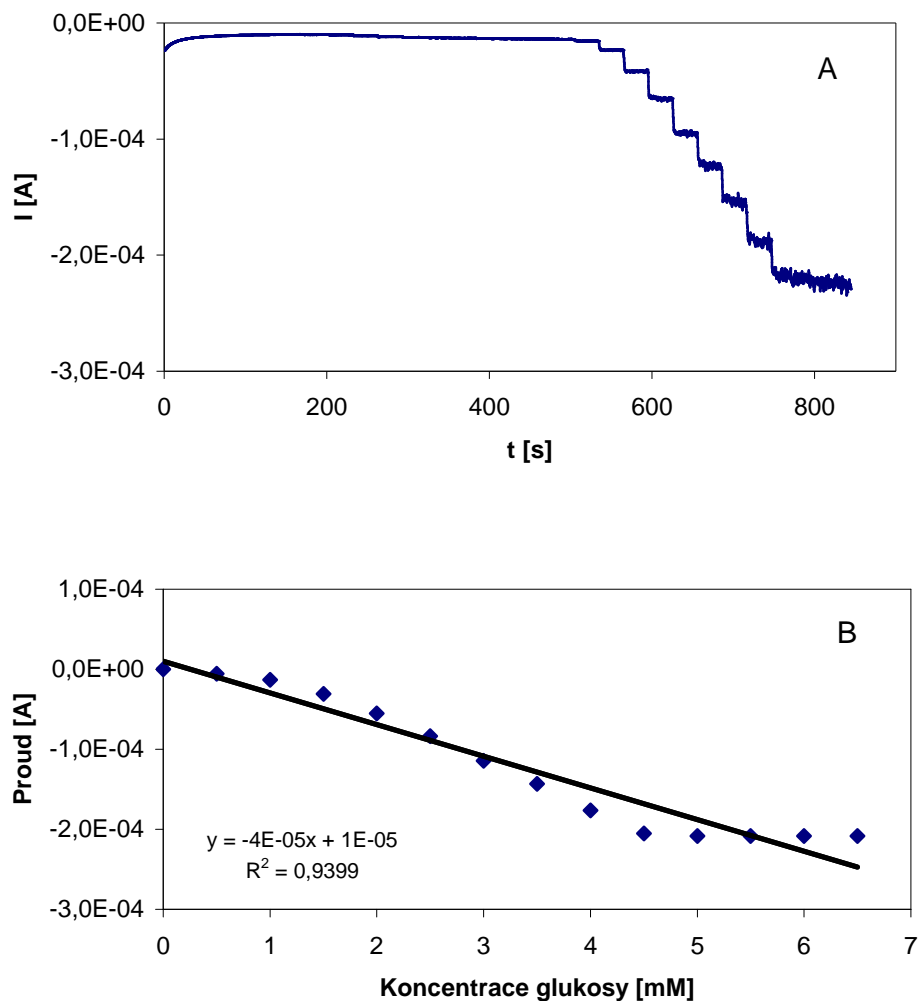 0,0E+00
A
-1,0E-04
I [A]
-2,0E-04
-3,0E-04
0 200 400 600 800
t [s]
1,0E-04
B
0,0E+00
Proud [A]
-1,0E-04
-2,0E-04
y = -4E-05x + 1E-05
R² = 0,9399
-3,0E-04
0 1 2 3 4 5 6 7
Koncentrace glukosy [mM]